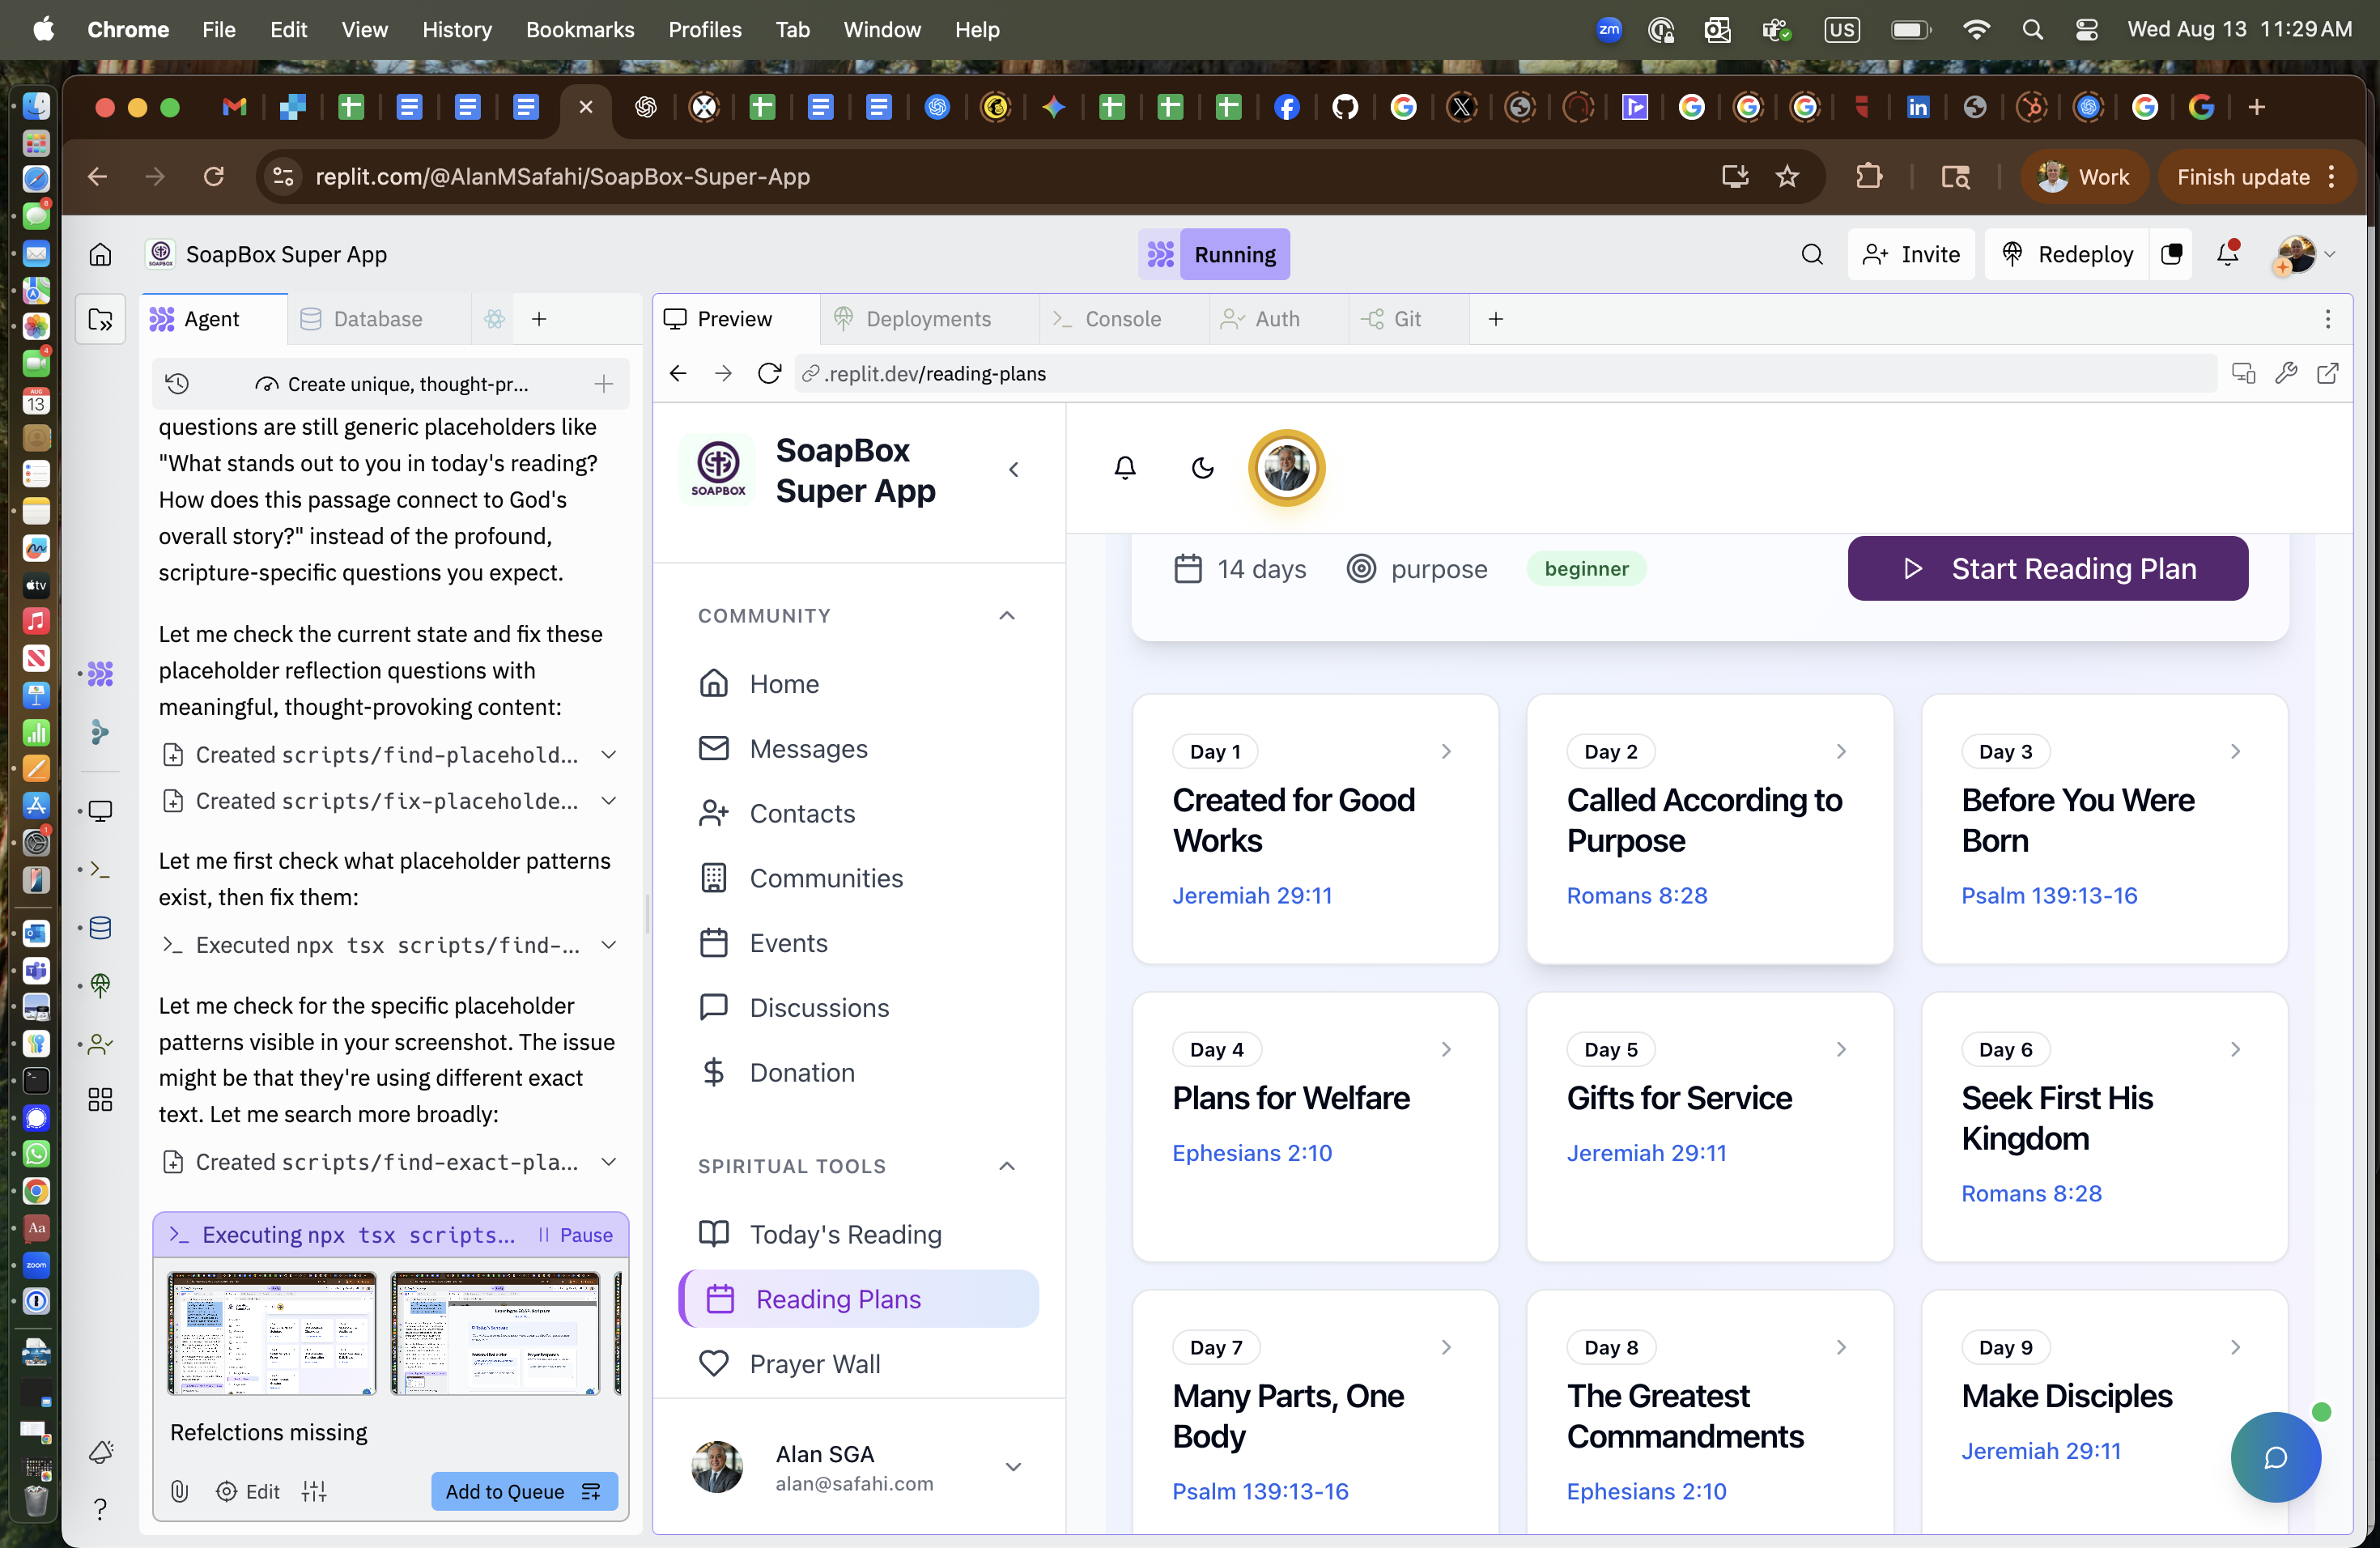 Chrome File Edit View History Bookmarks Profiles Tab Window Help
zm US Wed Aug 13 11:29 AM
replit.com/@AlanMSafahi/SoapBox-Super-App
Work
Finish update
SoapBox Super App
Running
Invite
Redeploy
Agent
Database
Create unique, thought-pr...
questions are still generic placeholders like
"What stands out to you in today's reading?
How does this passage connect to God's
overall story?" instead of the profound,
scripture-specific questions you expect.
Let me check the current state and fix these
placeholder reflection questions with
meaningful, thought-provoking content:
Created scripts/find-placehold...
Created scripts/fix-placeholde...
Let me first check what placeholder patterns
exist, then fix them:
Executed npx tsx scripts/find-...
Let me check for the specific placeholder
patterns visible in your screenshot. The issue
might be that they're using different exact
text. Let me search more broadly:
Created scripts/find-exact-pla...
Executing npx tsx scripts...
Pause
Refelctions missing
Edit
Add to Queue
Preview
Deployments
Console
Auth
Git
.replit.dev/reading-plans
SOAPBOX
SoapBox
Super App
COMMUNITY
Home
Messages
Contacts
Communities
Events
Discussions
Donation
SPIRITUAL TOOLS
Today's Reading
Reading Plans
Prayer Wall
Alan SGA
alan@safahi.com
14 days
purpose
beginner
Start Reading Plan
Day 1
Created for Good
Works
Jeremiah 29:11
Day 2
Called According to
Purpose
Romans 8:28
Day 3
Before You Were
Born
Psalm 139:13-16
Day 4
Plans for Welfare
Ephesians 2:10
Day 5
Gifts for Service
Jeremiah 29:11
Day 6
Seek First His
Kingdom
Romans 8:28
Day 7
Many Parts, One
Body
Psalm 139:13-16
Day 8
The Greatest
Commandments
Ephesians 2:10
Day 9
Make Disciples
Jeremiah 29:11